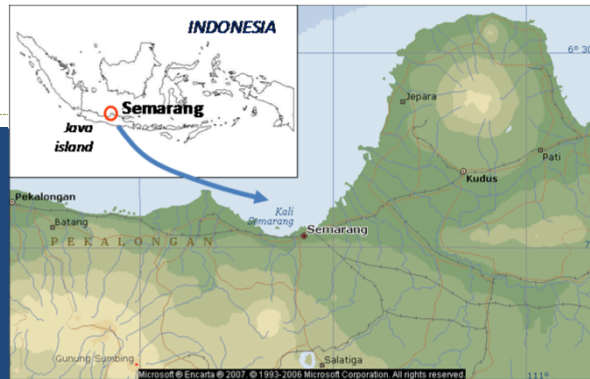 INDONESIA
Semarang
Java
island
6° 30
Jepara
Pati
Kudus
Pekalongan
Kali
Semarang
Semarang
Batang
PEKALONGAN
7
Gunung Sumbing
Salatiga
Microsoft ® Encarta ® 2007. © 1993-2006 Microsoft Corporation. All rights reserved.
111°